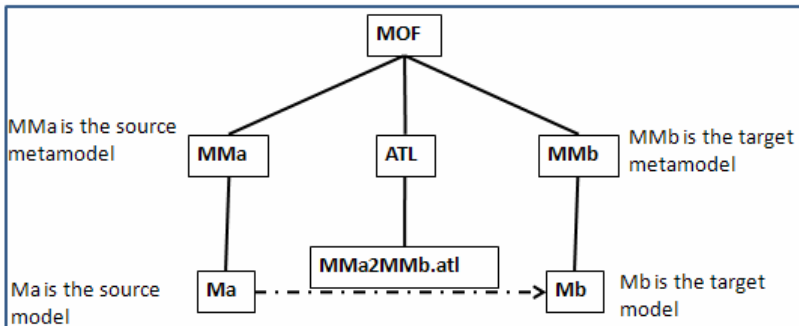 MOF
MMa is the source
metamodel
MMa
ATL
MMb
MMb is the target
metamodel
MMa2MMb.atl
Ma is the source
model
Ma
Mb
Mb is the target
model